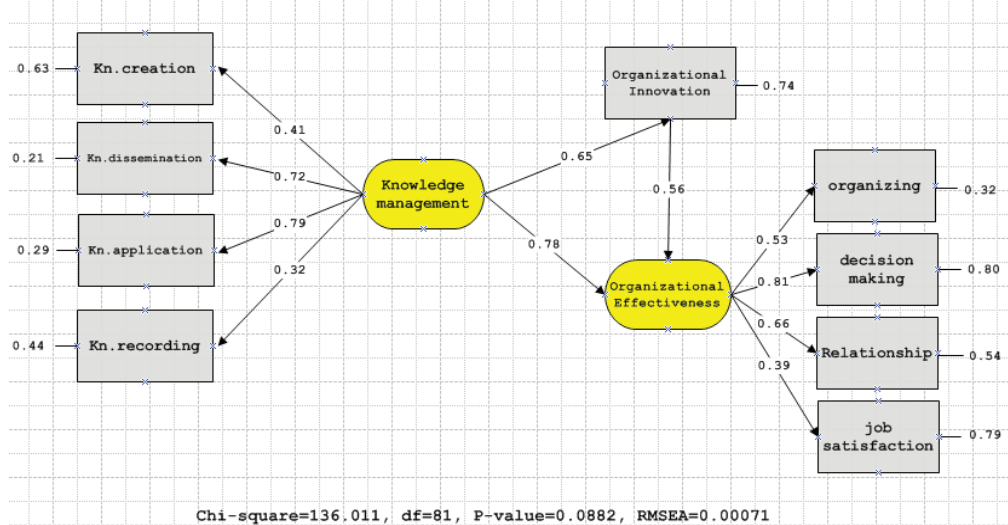 Kn.creation
0.63
0.41
Kn.dissemination
0.21
0.72
Kn.application
0.29
0.79
Kn.recording
0.44
0.32
Knowledge
management
0.65
0.78
Organizational
Innovation
0.74
0.56
Organizational
Effectiveness
0.53
0.81
0.66
0.39
organizing
0.32
decision
making
0.80
Relationship
0.54
job
satisfaction
0.79
Chi-square=136.011, df=81, P-value=0.0882, RMSEA=0.00071